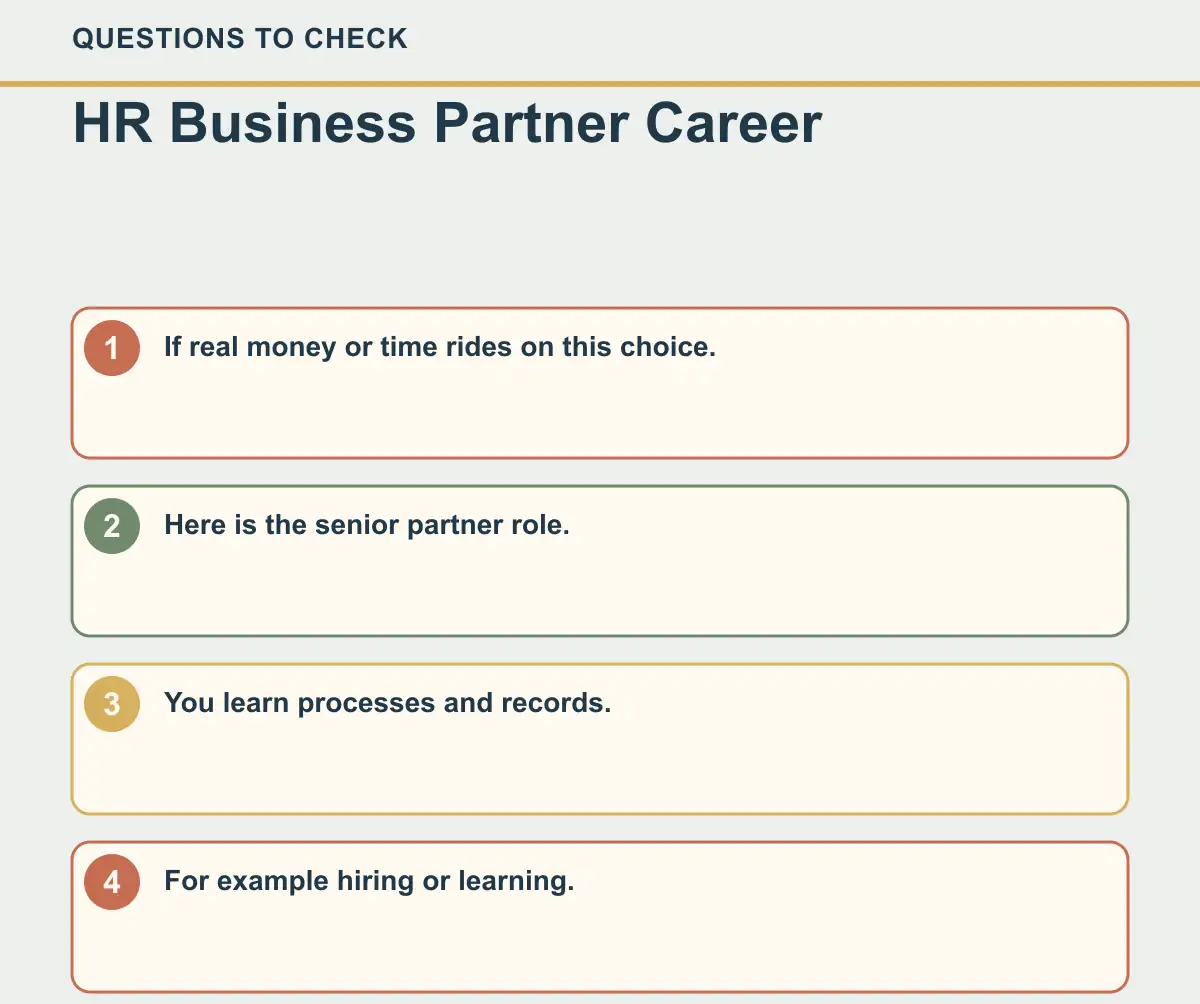 QUESTIONS TO CHECK
HR Business Partner Career
1 If real money or time rides on this choice.
2 Here is the senior partner role.
3 You learn processes and records.
4 For example hiring or learning.